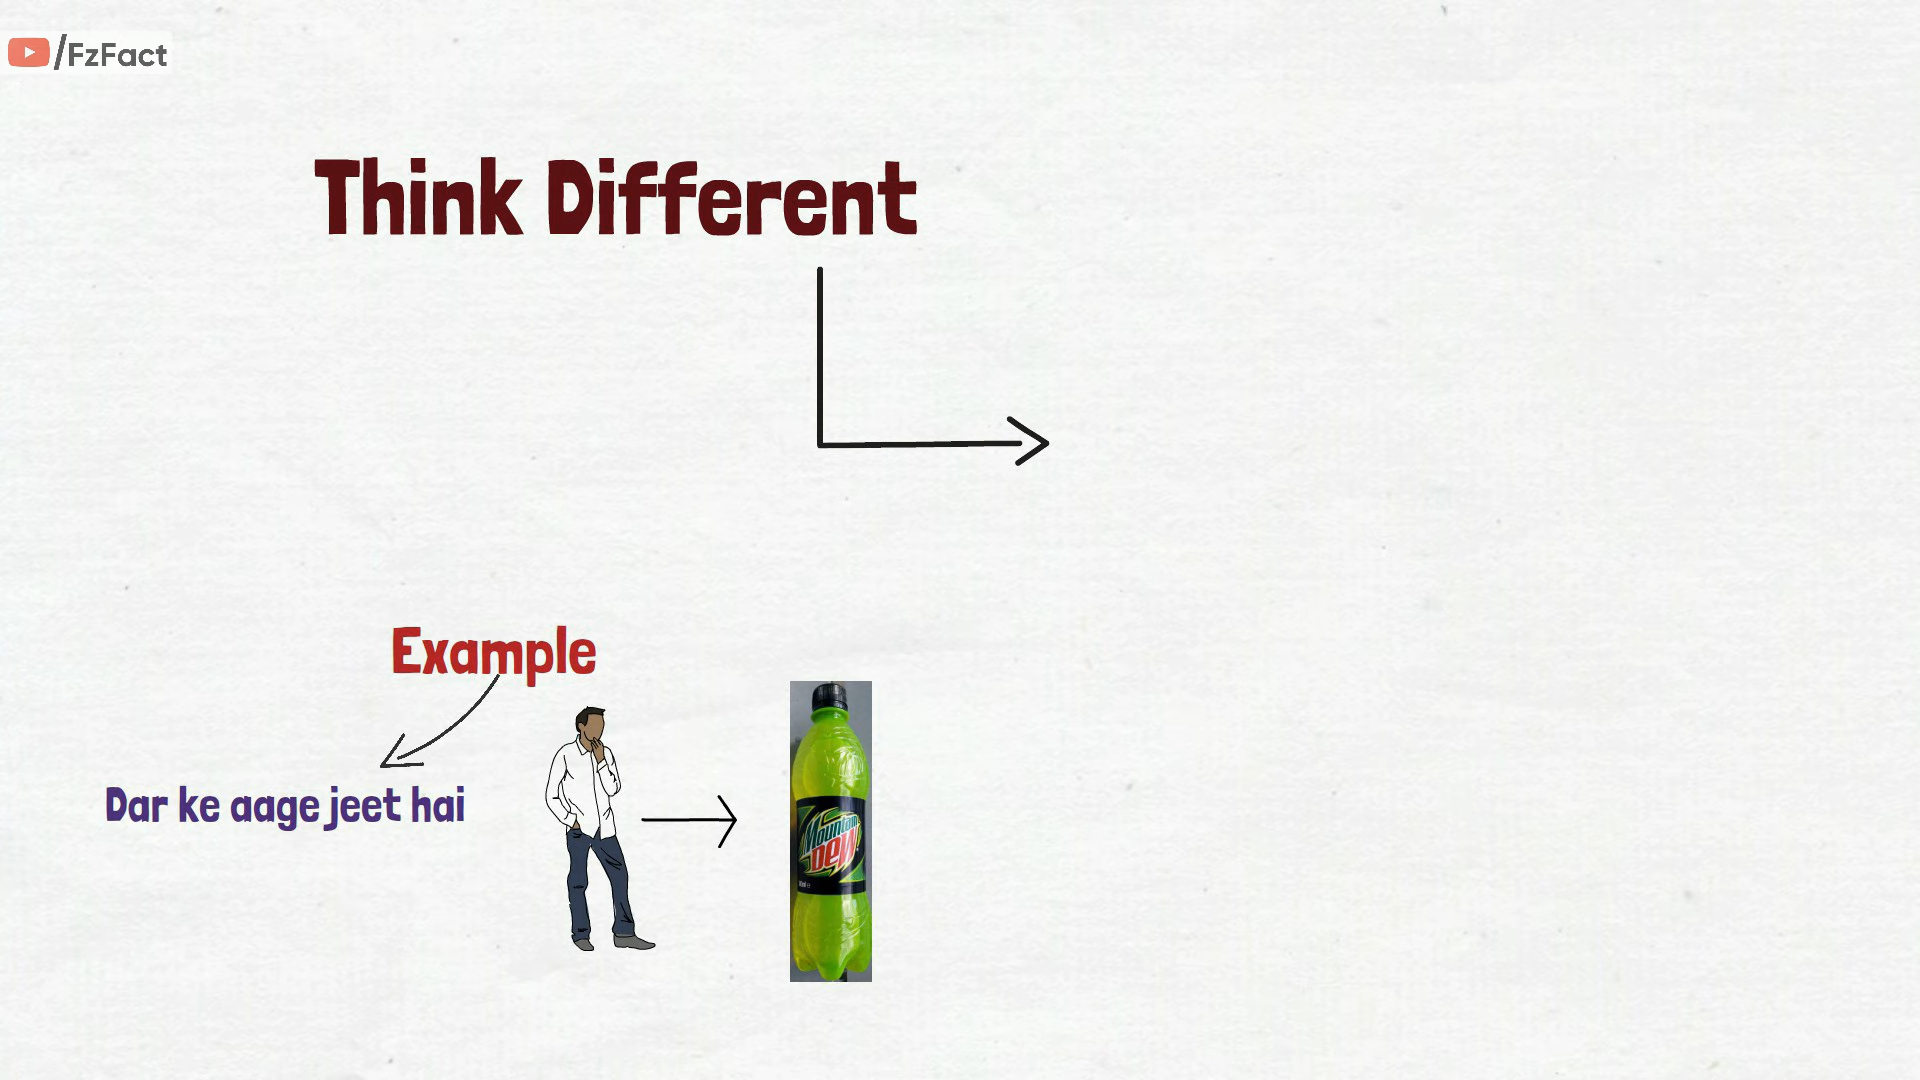 /FzFact
Think Different
Example
Dar ke aage jeet hai
Mountain
DEW